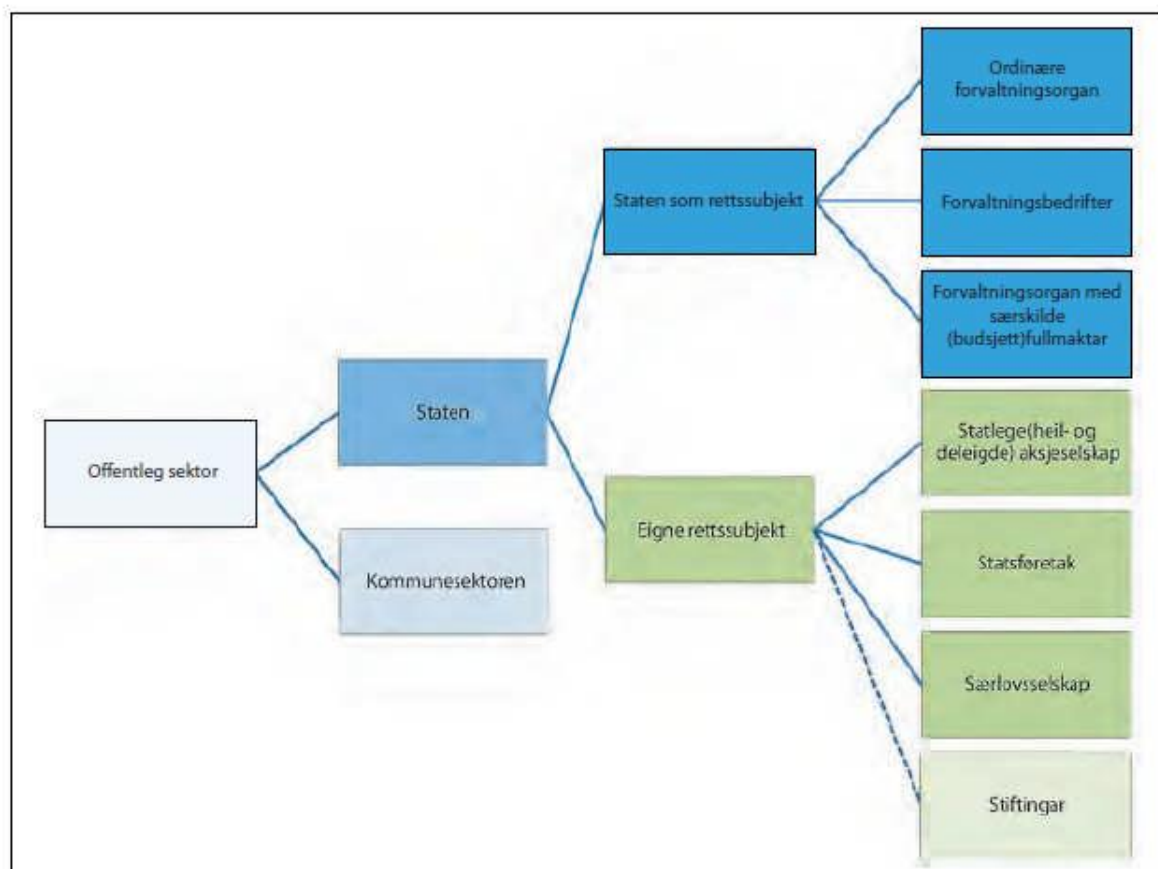 Offentleg sektor
Staten
Kommunesektoren
Staten som rettssubjekt
Eigne rettssubjekt
Ordinære
forvaltningsorgan
Forvaltningsbedrifter
Forvaltningsorgan med
særskilde
(budsjett)fullmaktar
Statlege(heil- og
deleigde) aksjeselskap
Statsføretak
Særlovsselskap
Stiftingar